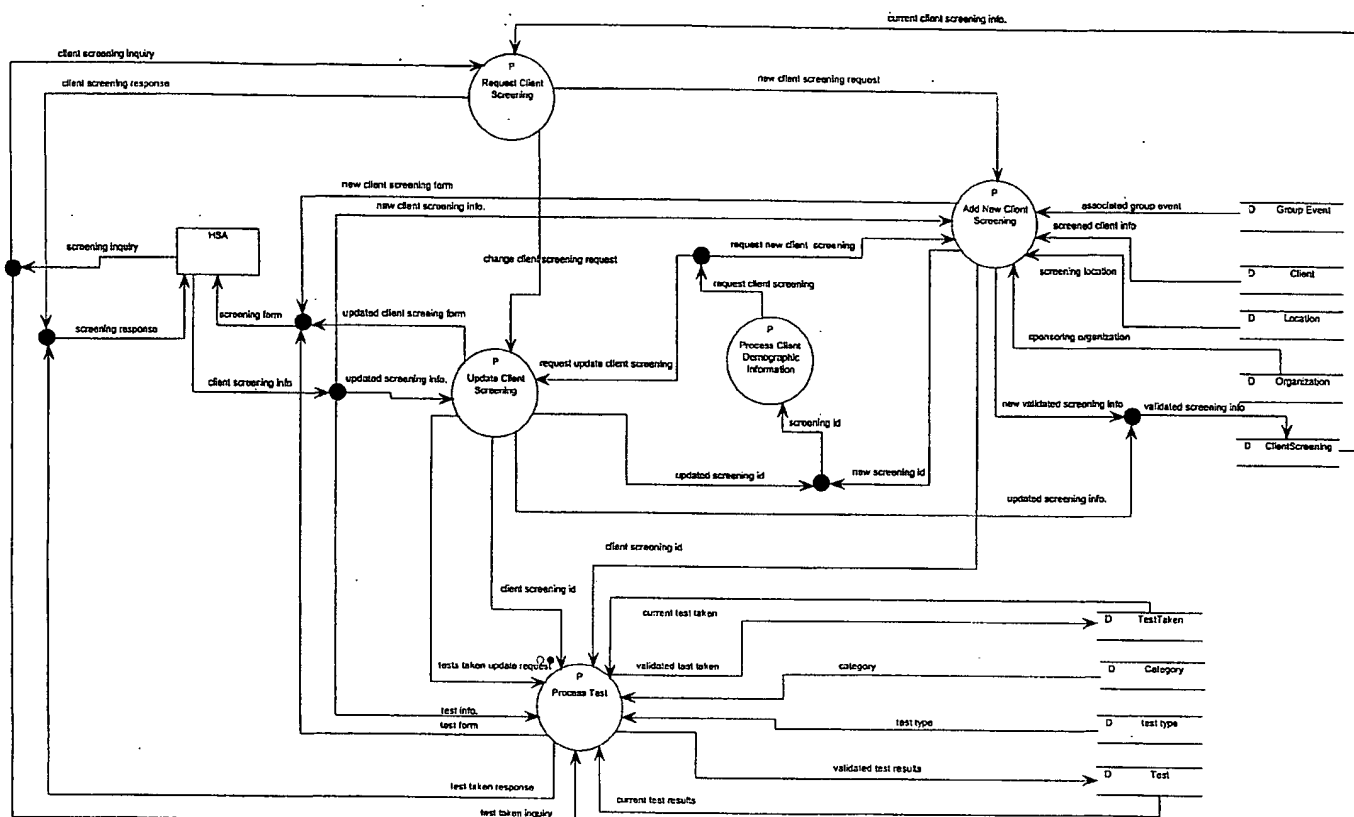 current client screening info.
client screening inquiry
P
Request Client
Screening
new client screening request
client screening response
new client screening form
new client screening info.
P
Add New Client
Screening
associated group event
D Group Event
screened client info
screening inquiry
HSA
change client screening request
request new client screening
screening location
D Client
request client screening
screening response
screening form
updated client screeing form
P
Process Client
Demographic
Information
D Location
sponsoring organization
P
Update Client
Screening
request update client screening
client screening info
updated screening info.
D Organization
new validated screening info
validated screening info
screening id
D ClientScreening
updated screening id
new screening id
updated screening info.
client screening id
client screening id
current test taken
D TestTaken
tests taken update request
validated test taken
category
D Category
P
Process Test
test info.
test form
test type
D test type
validated test results
D Test
test taken response
current test results
test taken inquiry